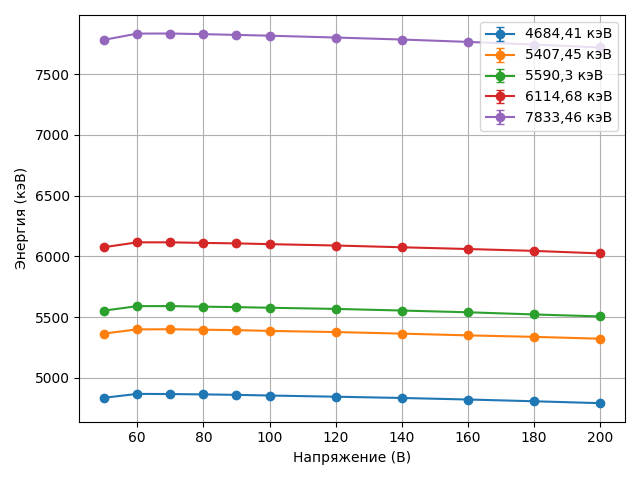 4684,41 кэВ
5407,45 кэВ
5590,3 кэВ
6114,68 кэВ
7833,46 кэВ
Энергия (кэВ)
7500
7000
6500
6000
5500
5000
60 80 100 120 140 160 180 200
Напряжение (В)